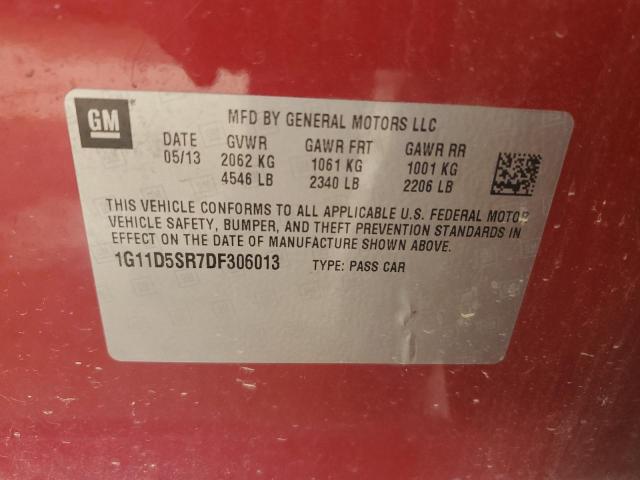 GM
MFD BY GENERAL MOTORS LLC
DATE GVWR GAWR FRT GAWR RR
05/13 2062 KG 1061 KG 1001 KG
4546 LB 2340 LB 2206 LB
THIS VEHICLE CONFORMS TO ALL APPLICABLE U.S. FEDERAL MOTOR
VEHICLE SAFETY, BUMPER, AND THEFT PREVENTION STANDARDS IN
EFFECT ON THE DATE OF MANUFACTURE SHOWN ABOVE.
1G11D5SR7DF306013 TYPE: PASS CAR